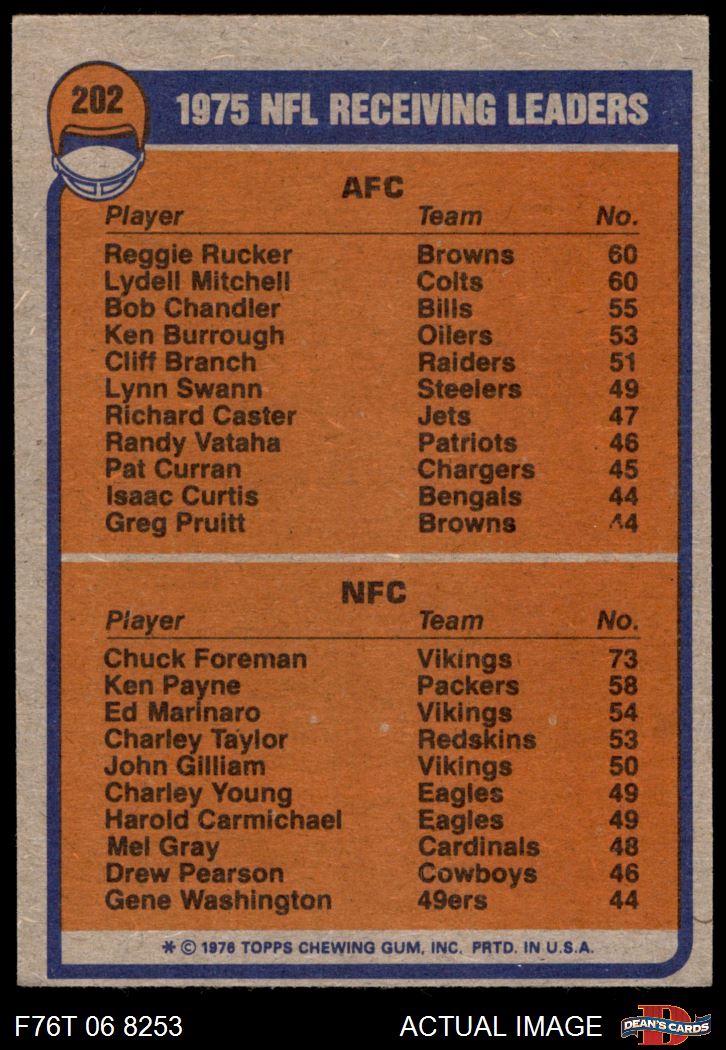 202
1975 NFL RECEIVING LEADERS
AFC
Player Team No.
Reggie Rucker Browns 60
Lydell Mitchell Colts 60
Bob Chandler Bills 55
Ken Burrough Oilers 53
Cliff Branch Raiders 51
Lynn Swann Steelers 49
Richard Caster Jets 47
Randy Vataha Patriots 46
Pat Curran Chargers 45
Isaac Curtis Bengals 44
Greg Pruitt Browns 44
NFC
Player Team No.
Chuck Foreman Vikings 73
Ken Payne Packers 58
Ed Marinaro Vikings 54
Charley Taylor Redskins 53
John Gilliam Vikings 50
Charley Young Eagles 49
Harold Carmichael Eagles 49
Mel Gray Cardinals 48
Drew Pearson Cowboys 46
Gene Washington 49ers 44
* © 1976 TOPPS CHEWING GUM, INC. PRTD. IN U.S.A.
F76T 06 8253 ACTUAL IMAGE D DEAN'S CARDS